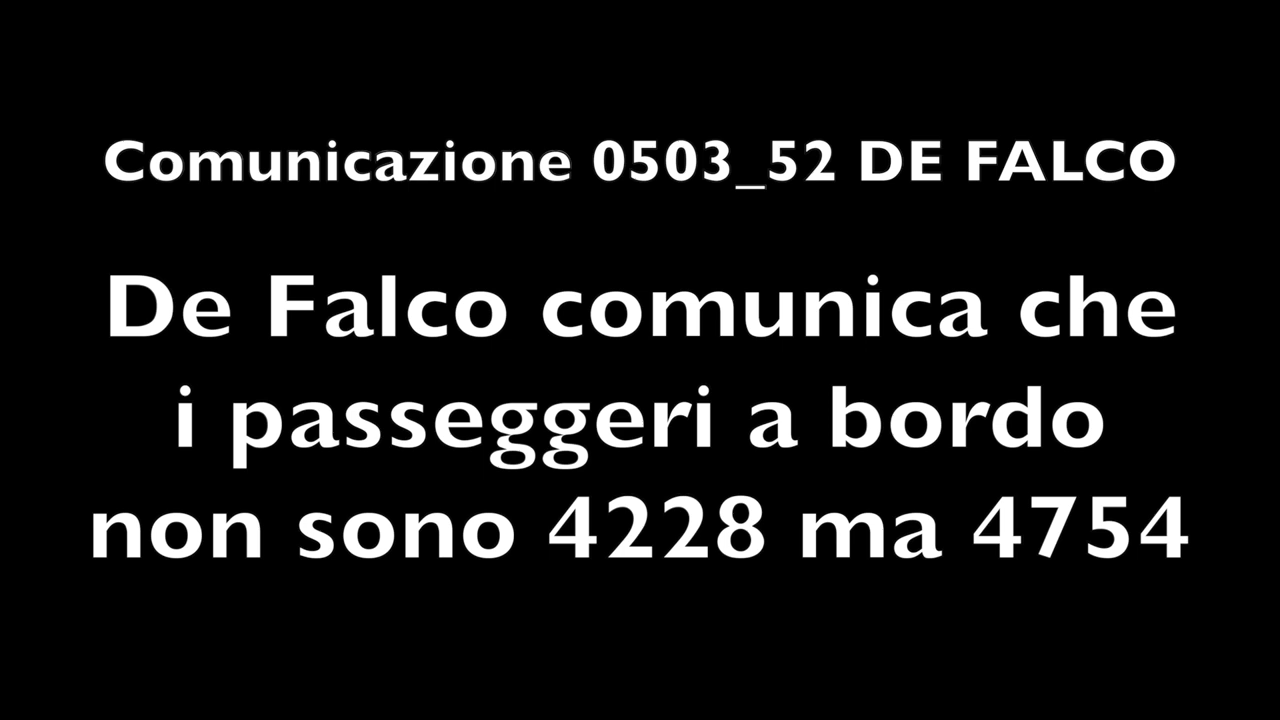 Comunicazione 0503_52 DE FALCO
De Falco comunica che
i passeggeri a bordo
non sono 4228 ma 4754